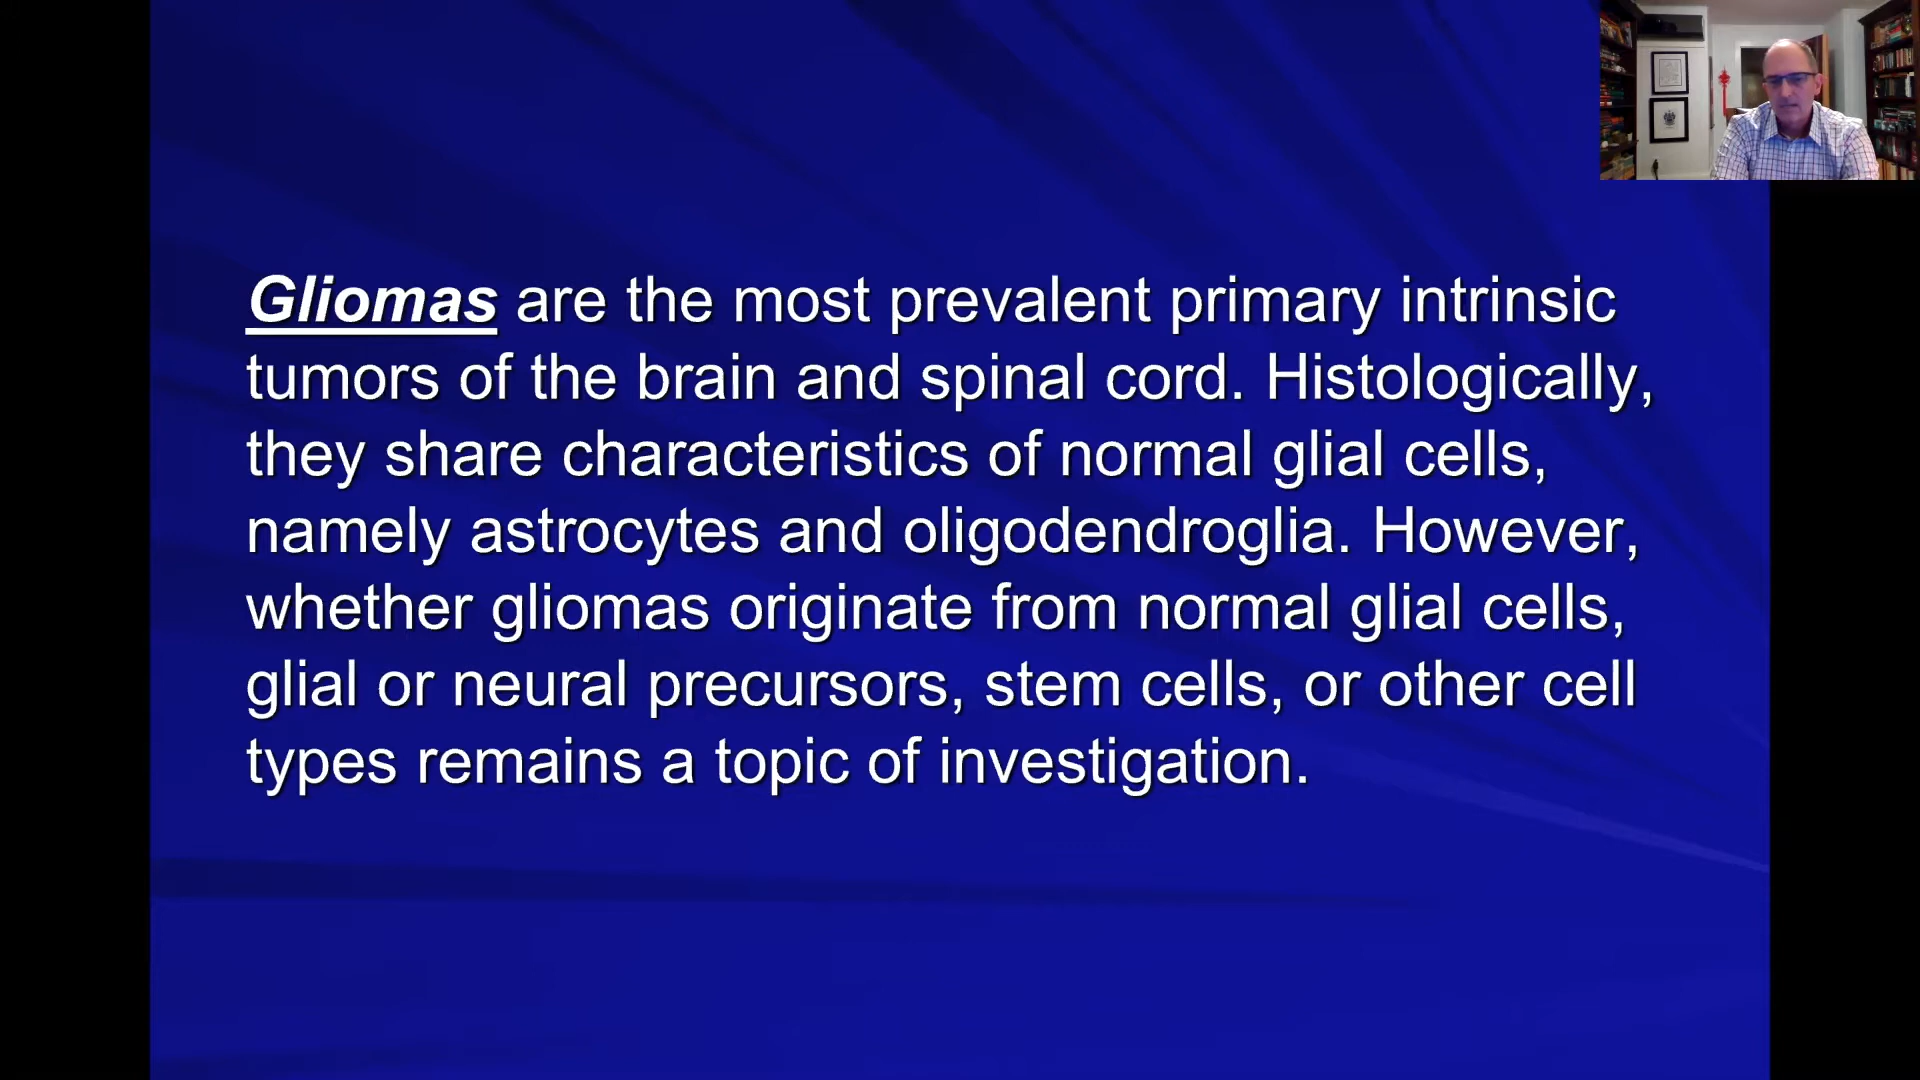 Gliomas are the most prevalent primary intrinsic
tumors of the brain and spinal cord. Histologically,
they share characteristics of normal glial cells,
namely astrocytes and oligodendroglia. However,
whether gliomas originate from normal glial cells,
glial or neural precursors, stem cells, or other cell
types remains a topic of investigation.